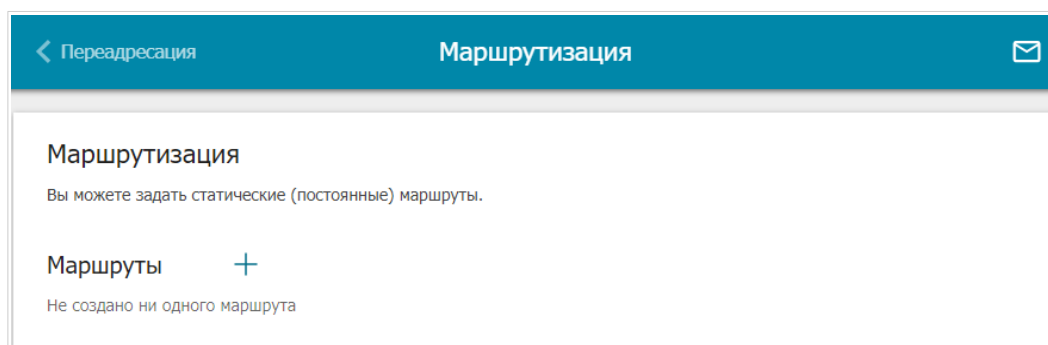 Переадресация
Маршрутизация
Маршрутизация
Вы можете задать статические (постоянные) маршруты.
Маршруты
Не создано ни одного маршрута